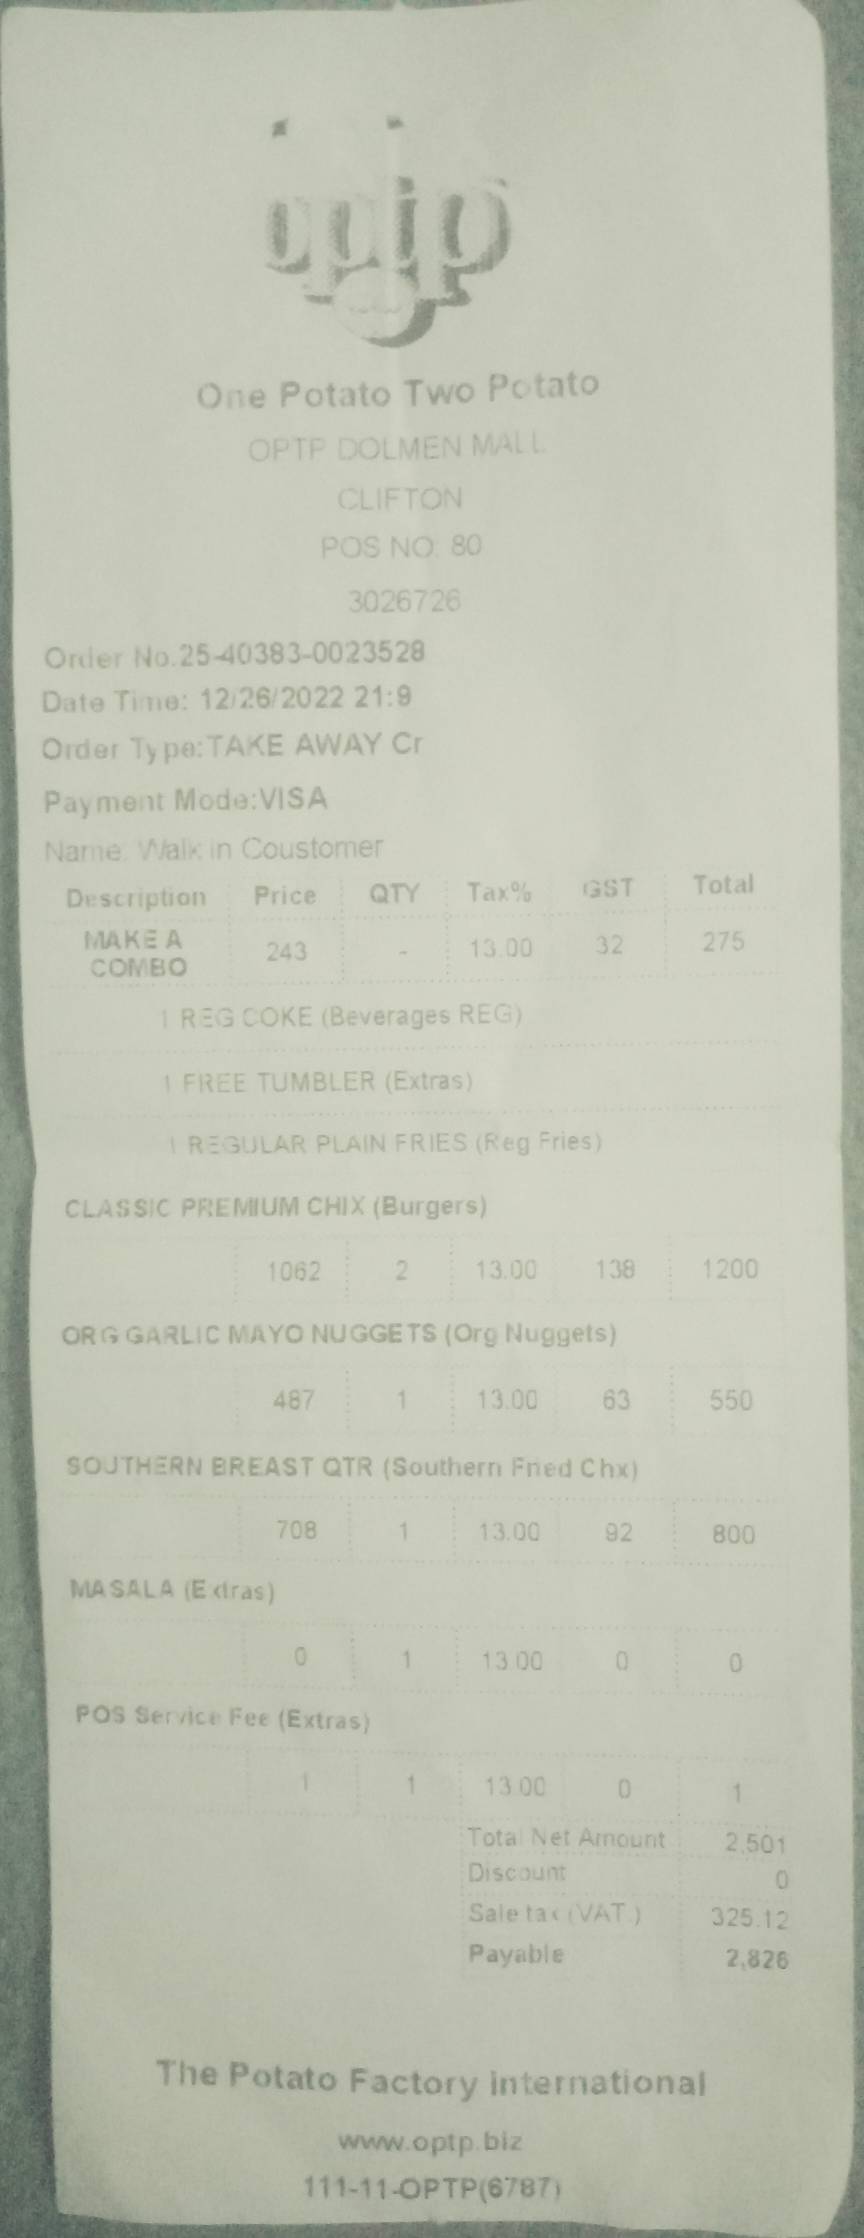 optp
One Potato Two Potato
OPTP DOLMEN MALL
CLIFTON
POS NO: 80
3026726
Order No.25-40383-0023528
Date Time: 12/26/2022 21:9
Order Type:TAKE AWAY Cr
Payment Mode:VISA
Name: Walk in Coustomer
Description Price QTY Tax% GST Total
MAKE A COMBO 243 - 13.00 32 275
1 REG COKE (Beverages REG)
1 FREE TUMBLER (Extras)
1 REGULAR PLAIN FRIES (Reg Fries)
CLASSIC PREMIUM CHIX (Burgers)
1062 2 13.00 138 1200
ORG GARLIC MAYO NUGGETS (Org Nuggets)
487 1 13.00 63 550
SOUTHERN BREAST QTR (Southern Fried Chx)
708 1 13.00 92 800
MASALA (Extras)
0 1 13.00 0 0
POS Service Fee (Extras)
1 1 13.00 0 1
Total Net Amount 2,501
Discount 0
Sale tax (VAT.) 325.12
Payable 2,826
The Potato Factory International
www.optp.biz
111-11-OPTP(6787)